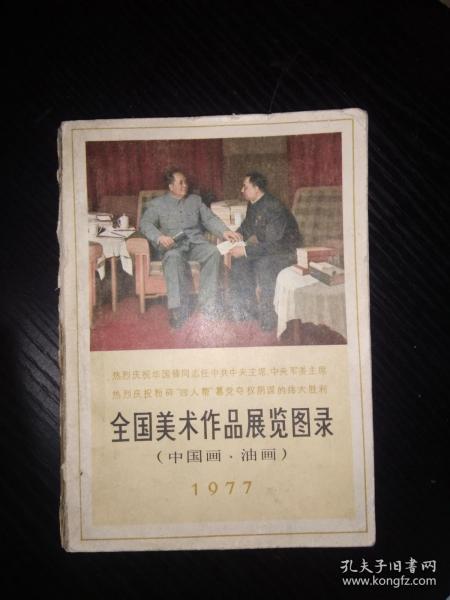 热烈庆祝华国锋同志任中共中央主席、中央军委主席
热烈庆祝粉碎“四人帮”篡党夺权阴谋的伟大胜利
全国美术作品展览图录
(中国画·油画)
1977
孔夫子旧书网
www.kongfz.com